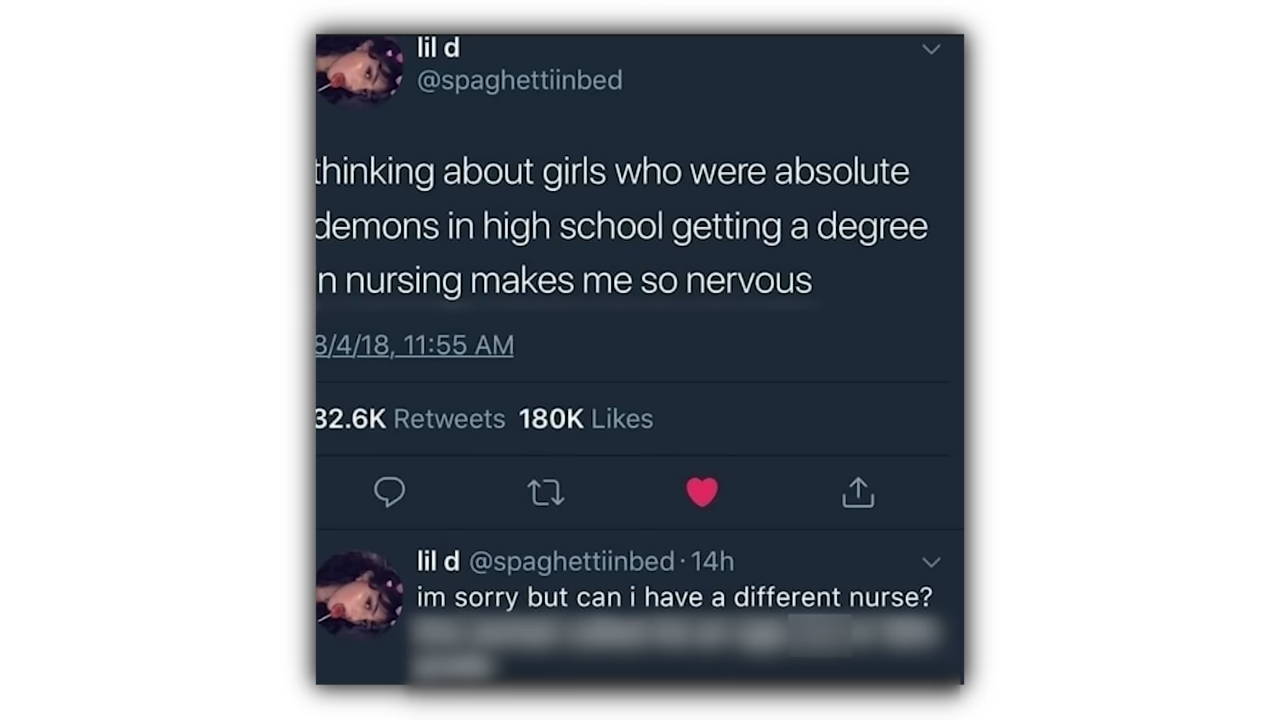 lil d
@spaghettiinbed
thinking about girls who were absolute
demons in high school getting a degree
n nursing makes me so nervous
8/4/18, 11:55 AM
32.6K Retweets 180K Likes
lil d @spaghettiinbed · 14h
im sorry but can i have a different nurse?